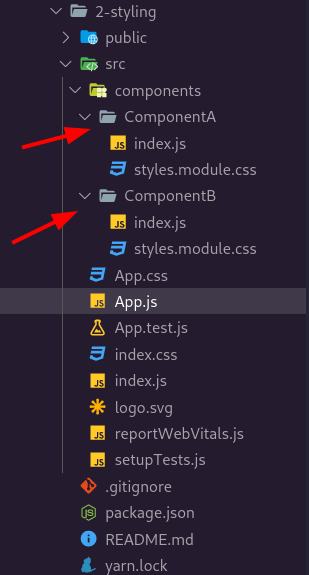 2-styling
public
src
components
ComponentA
JS index.js
styles.module.css
ComponentB
JS index.js
styles.module.css
App.css
JS App.js
App.test.js
index.css
JS index.js
logo.svg
JS reportWebVitals.js
JS setupTests.js
.gitignore
JS package.json
README.md
yarn.lock